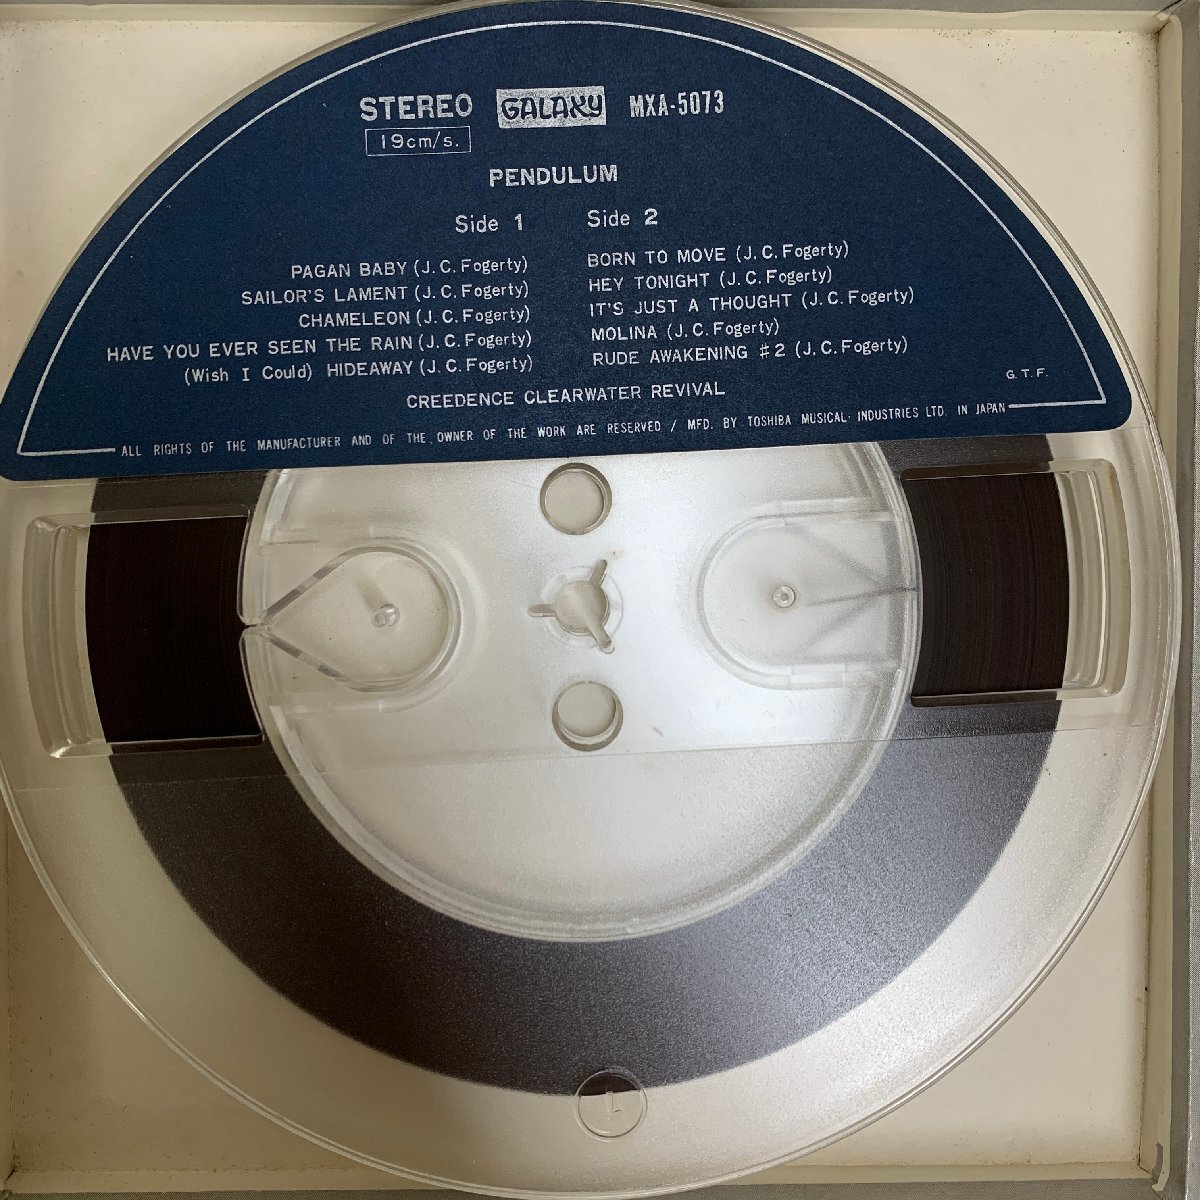 STEREO GALAXY MXA-5073
19cm/s.
PENDULUM
Side 1
PAGAN BABY (J. C. Fogerty)
SAILOR'S LAMENT (J. C. Fogerty)
CHAMELEON (J. C. Fogerty)
HAVE YOU EVER SEEN THE RAIN (J. C. Fogerty)
(Wish I Could) HIDEAWAY (J. C. Fogerty)
Side 2
BORN TO MOVE (J. C. Fogerty)
HEY TONIGHT (J. C. Fogerty)
IT'S JUST A THOUGHT (J. C. Fogerty)
MOLINA (J. C. Fogerty)
RUDE AWAKENING #2 (J. C. Fogerty)
CREEDENCE CLEARWATER REVIVAL
G. T. F.
ALL RIGHTS OF THE MANUFACTURER AND OF THE OWNER OF THE WORK ARE RESERVED / MFD. BY TOSHIBA MUSICAL INDUSTRIES LTD. IN JAPAN